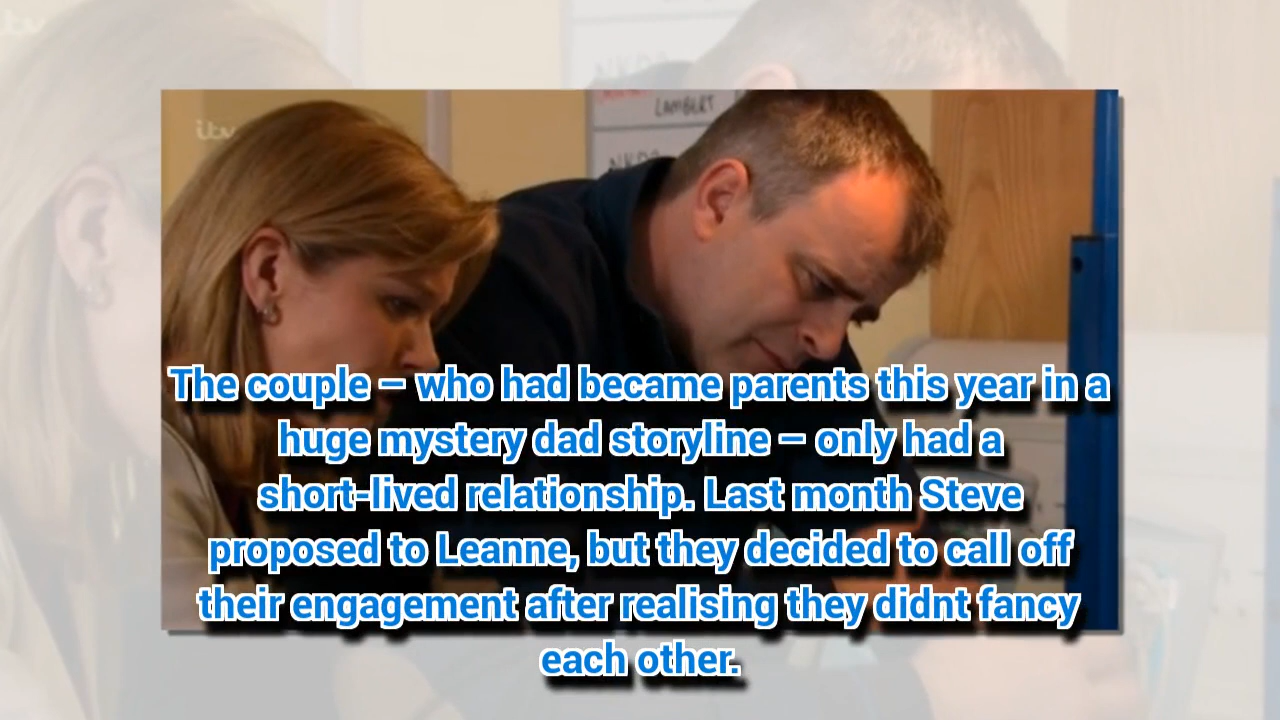 itv
LAMBERT
The couple – who had became parents this year in a
huge mystery dad storyline – only had a
short-lived relationship. Last month Steve
proposed to Leanne, but they decided to call off
their engagement after realising they didnt fancy
each other.